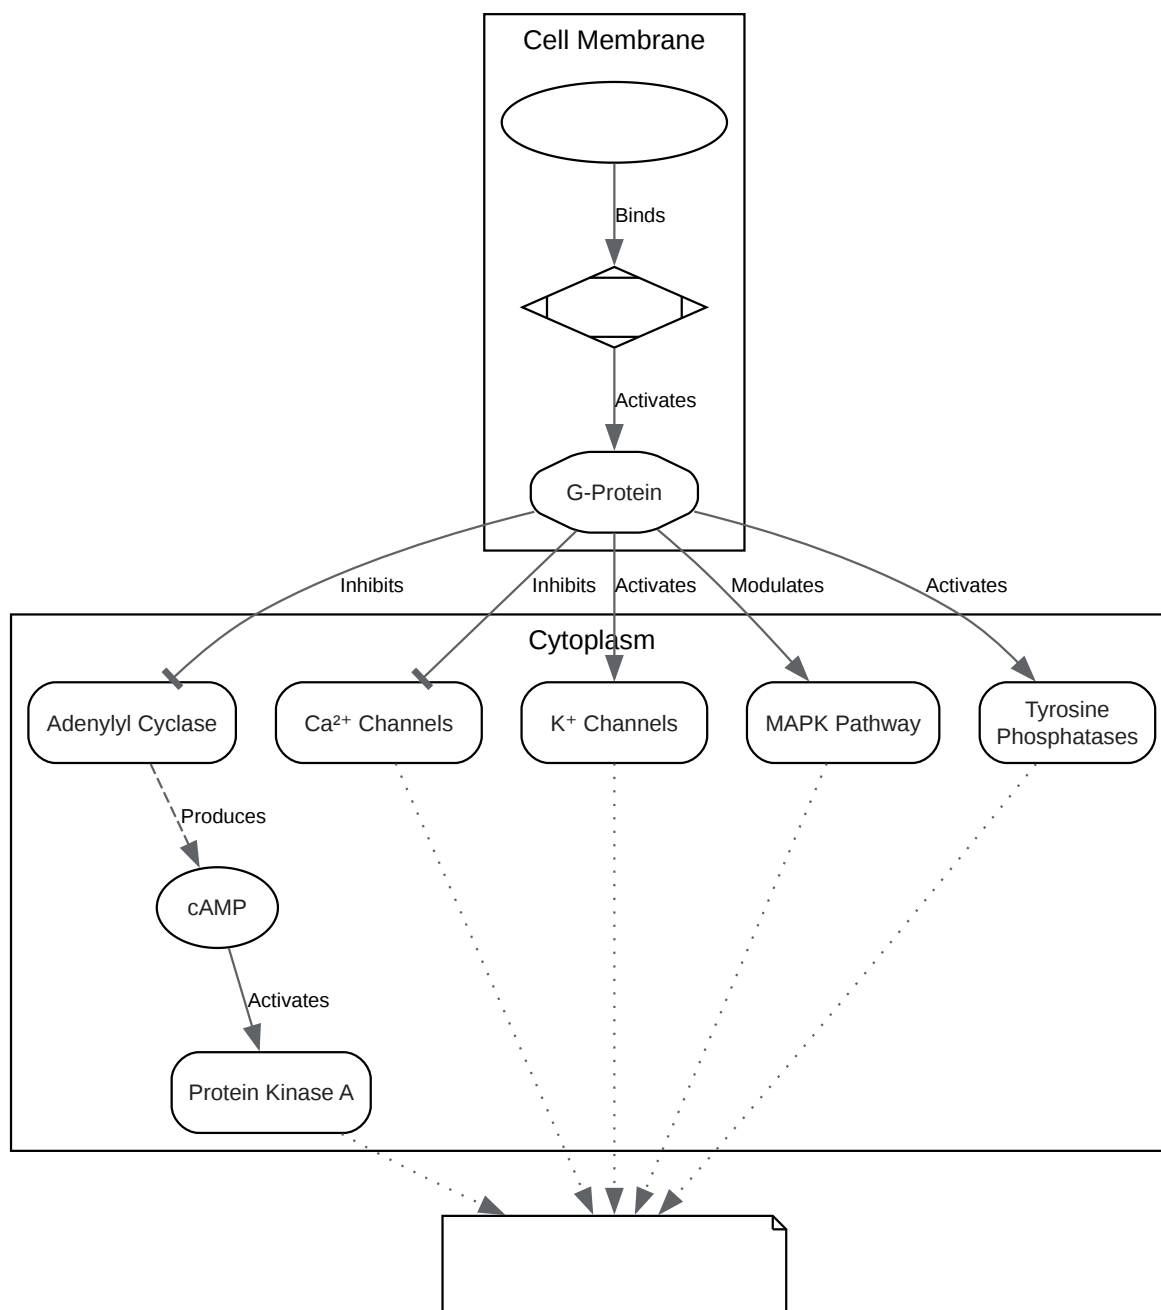 Cell Membrane
Binds
Activates
G-Protein
Inhibits
Inhibits
Activates
Modulates
Activates
Cytoplasm
Adenylyl Cyclase
Ca²⁺ Channels
K⁺ Channels
MAPK Pathway
Tyrosine
Phosphatases
Produces
cAMP
Activates
Protein Kinase A